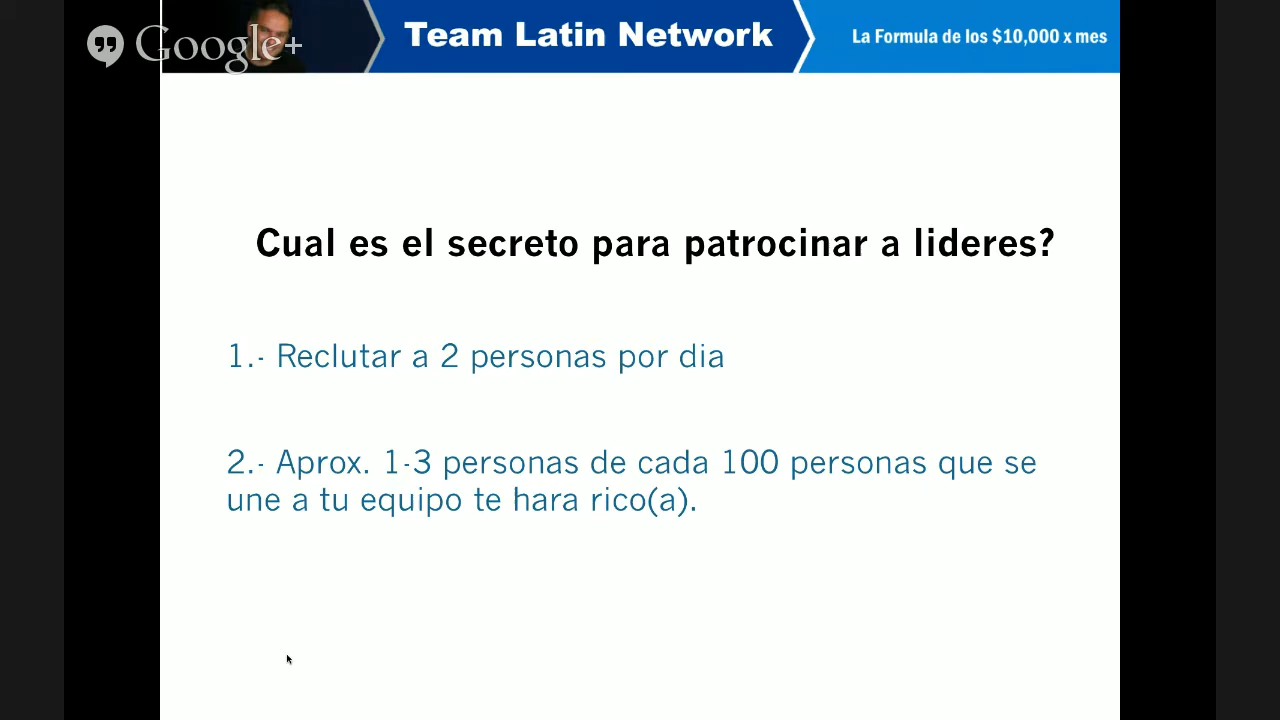 Google+
Team Latin Network
La Formula de los $10,000 x mes
Cual es el secreto para patrocinar a lideres?
1.- Reclutar a 2 personas por dia
2.- Aprox. 1-3 personas de cada 100 personas que se
une a tu equipo te hara rico(a).